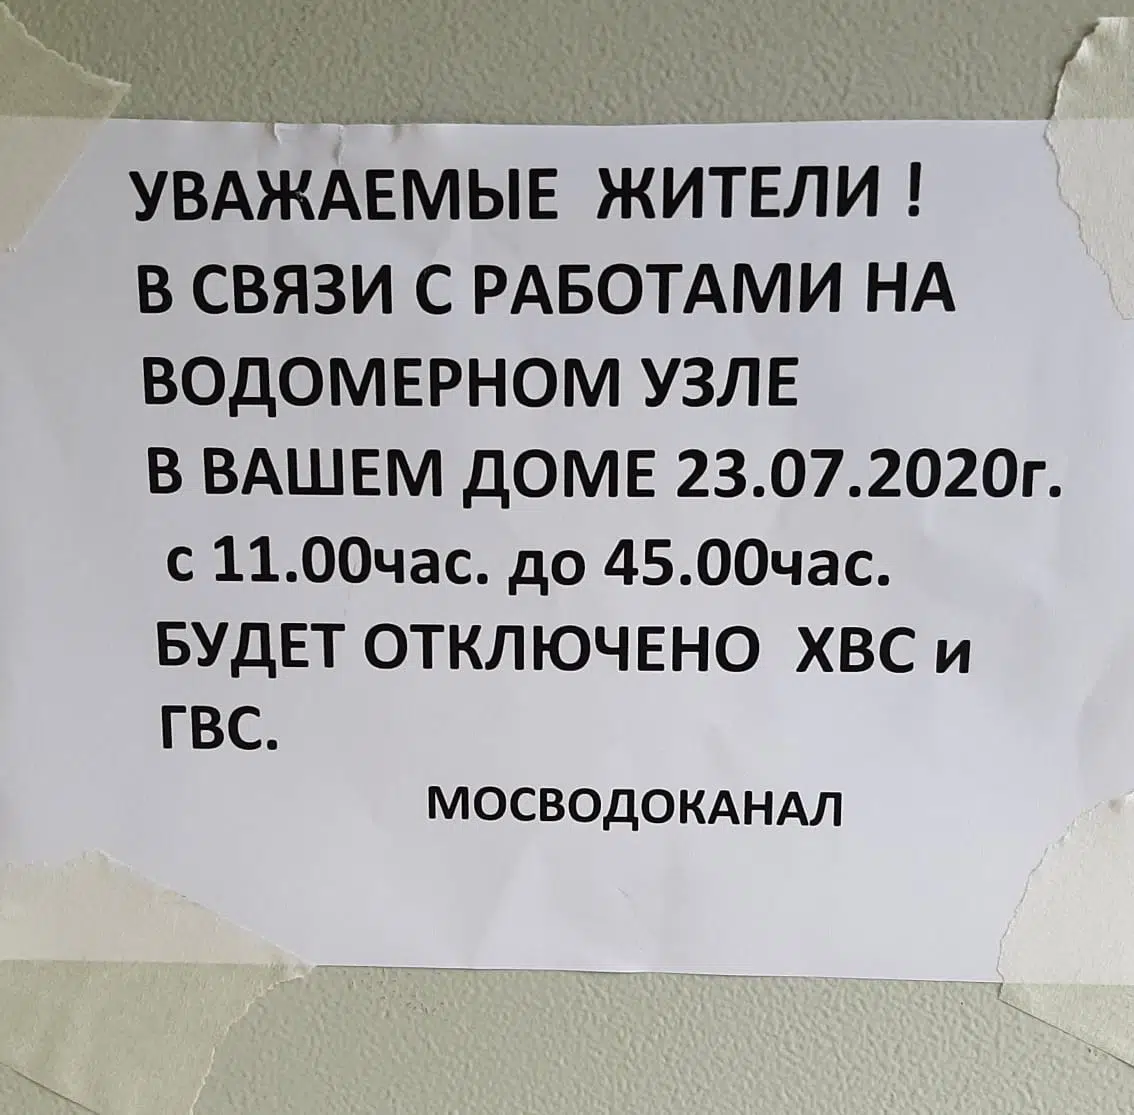 УВАЖАЕМЫЕ ЖИТЕЛИ !
В СВЯЗИ С РАБОТАМИ НА
ВОДОМЕРНОМ УЗЛЕ
В ВАШЕМ ДОМЕ 23.07.2020г.
с 11.00час. до 45.00час.
БУДЕТ ОТКЛЮЧЕНО ХВС и
ГВС.
МОСВОДОКАНАЛ